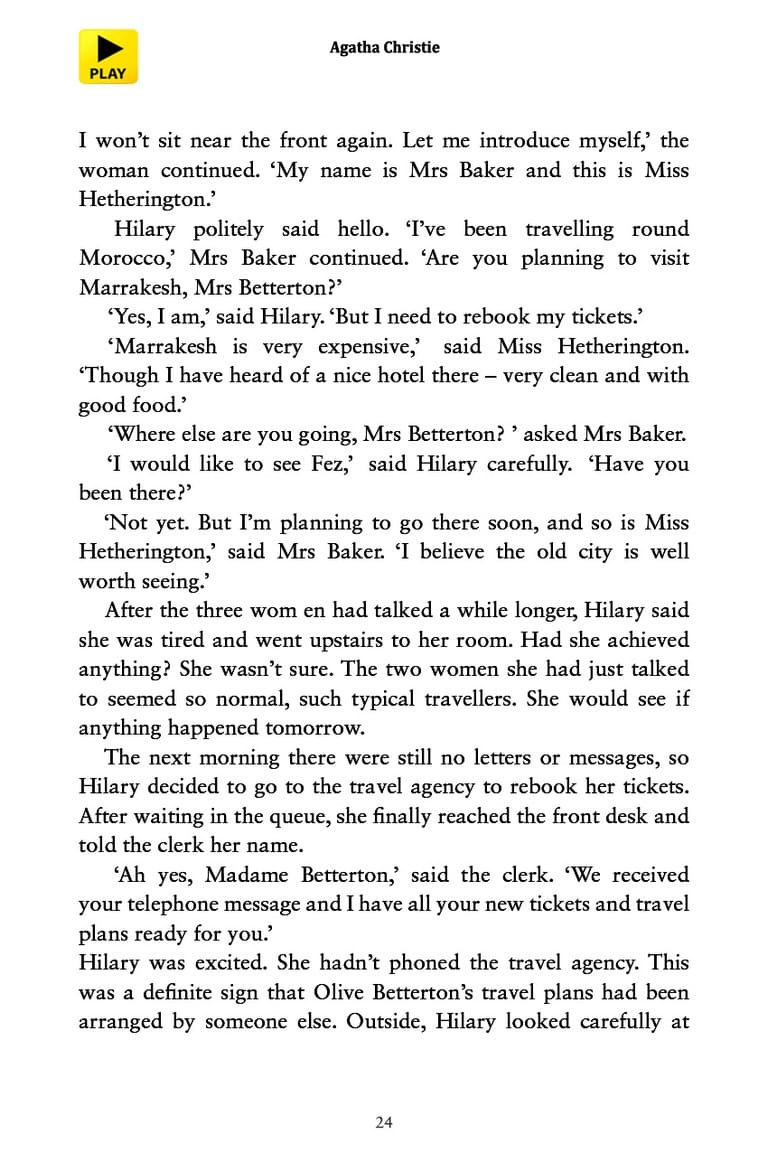 PLAY
Agatha Christie
I won’t sit near the front again. Let me introduce myself,’ the
woman continued. ‘My name is Mrs Baker and this is Miss
Hetherington.’
Hilary politely said hello. ‘I’ve been travelling round
Morocco,’ Mrs Baker continued. ‘Are you planning to visit
Marrakesh, Mrs Betterton?’
‘Yes, I am,’ said Hilary. ‘But I need to rebook my tickets.’
‘Marrakesh is very expensive,’ said Miss Hetherington.
‘Though I have heard of a nice hotel there – very clean and with
good food.’
‘Where else are you going, Mrs Betterton? ’ asked Mrs Baker.
‘I would like to see Fez,’ said Hilary carefully. ‘Have you
been there?’
‘Not yet. But I’m planning to go there soon, and so is Miss
Hetherington,’ said Mrs Baker. ‘I believe the old city is well
worth seeing.’
After the three wom en had talked a while longer, Hilary said
she was tired and went upstairs to her room. Had she achieved
anything? She wasn’t sure. The two women she had just talked
to seemed so normal, such typical travellers. She would see if
anything happened tomorrow.
The next morning there were still no letters or messages, so
Hilary decided to go to the travel agency to rebook her tickets.
After waiting in the queue, she finally reached the front desk and
told the clerk her name.
‘Ah yes, Madame Betterton,’ said the clerk. ‘We received
your telephone message and I have all your new tickets and travel
plans ready for you.’
Hilary was excited. She hadn’t phoned the travel agency. This
was a definite sign that Olive Betterton’s travel plans had been
arranged by someone else. Outside, Hilary looked carefully at
24